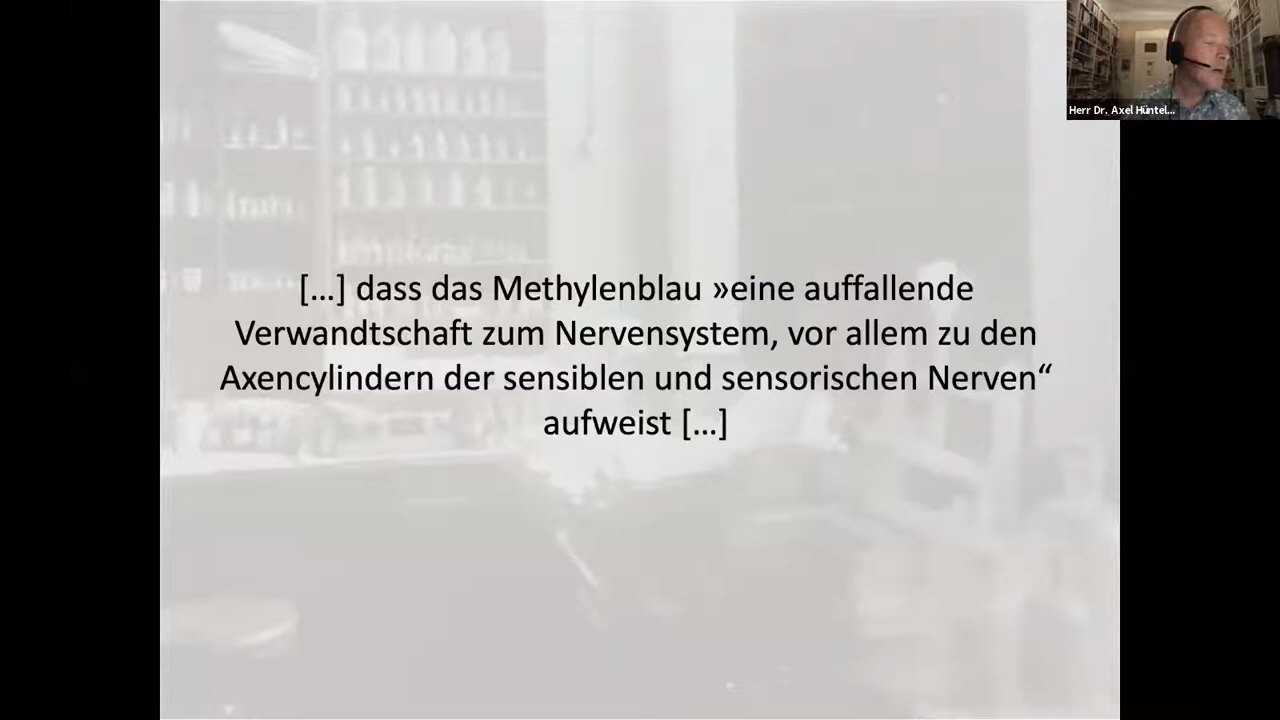 Herr Dr. Axel Hüntel...
[…] dass das Methylenblau »eine auffallende
Verwandtschaft zum Nervensystem, vor allem zu den
Axencylindern der sensiblen und sensorischen Nerven“
aufweist […]